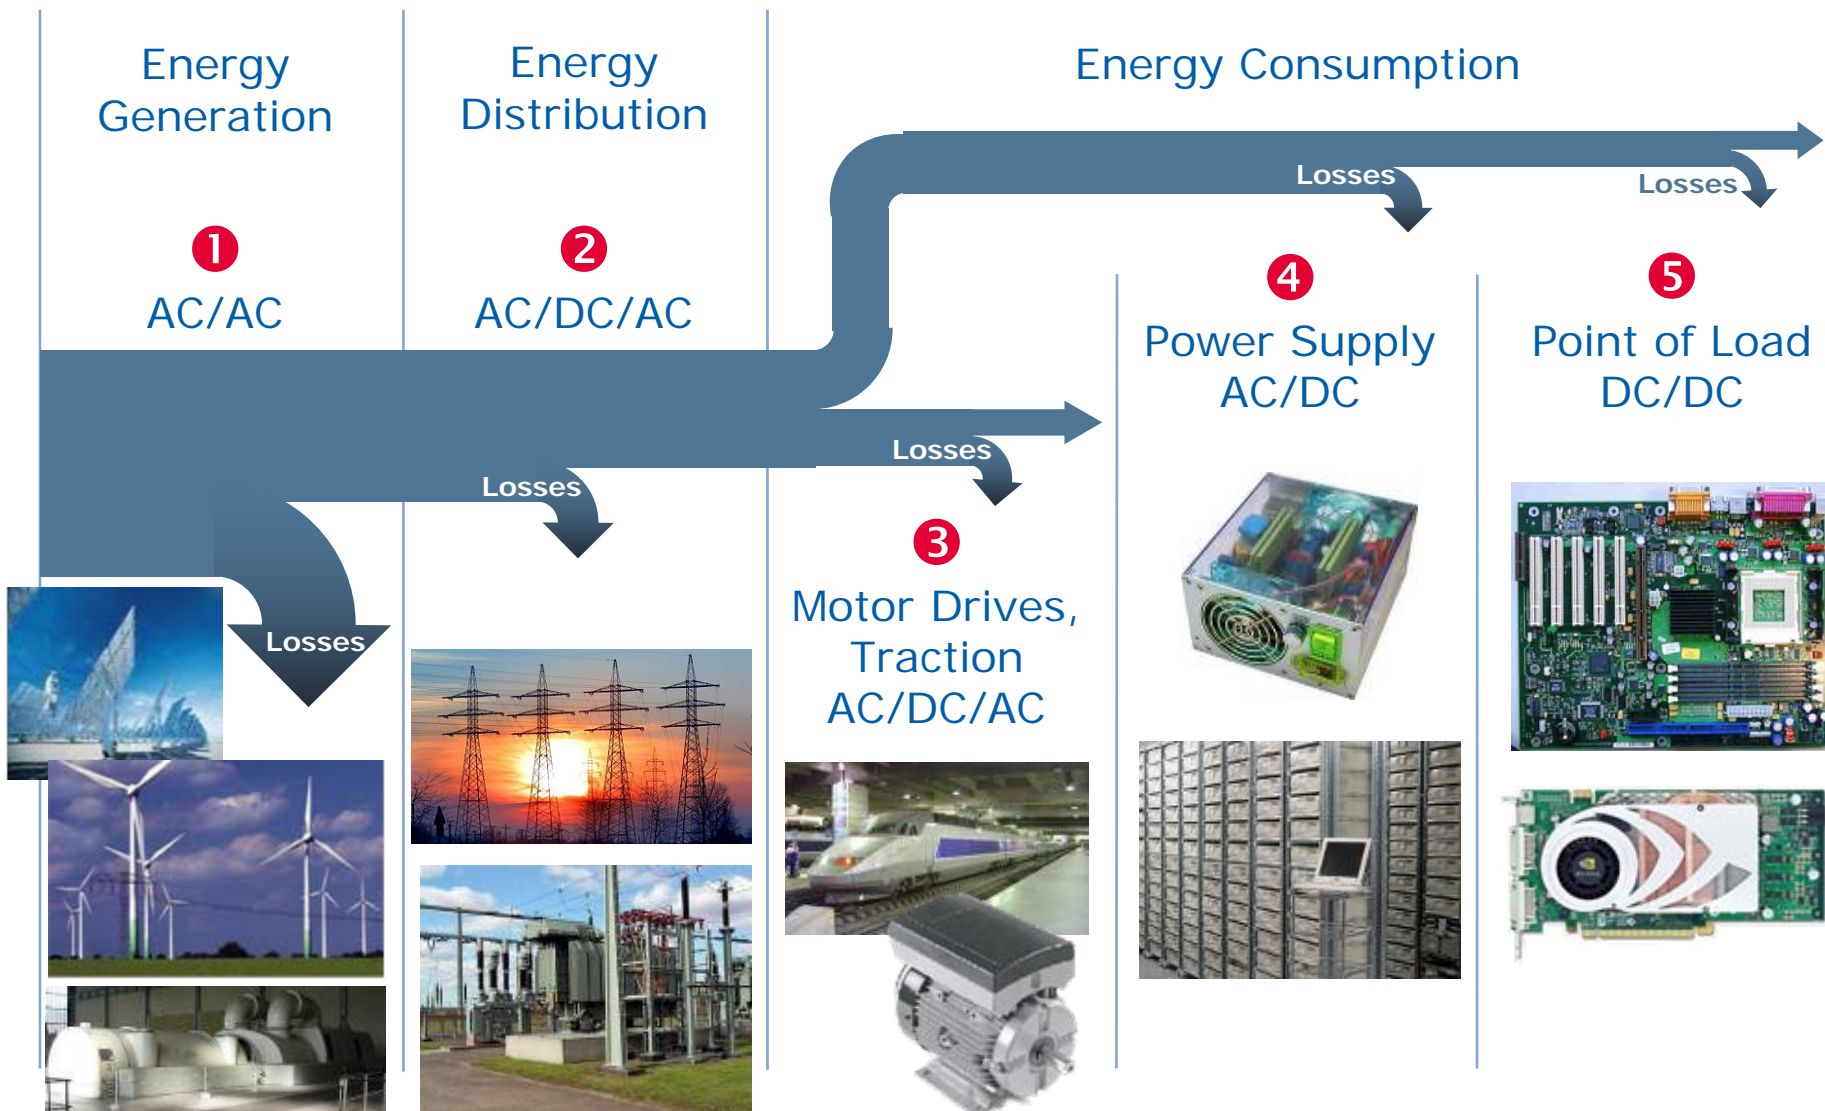 Energy
Generation
Energy
Distribution
Energy Consumption
Losses
Losses
1
AC/AC
2
AC/DC/AC
4
Power Supply
AC/DC
5
Point of Load
DC/DC
Losses
Losses
Losses
3
Motor Drives,
Traction
AC/DC/AC